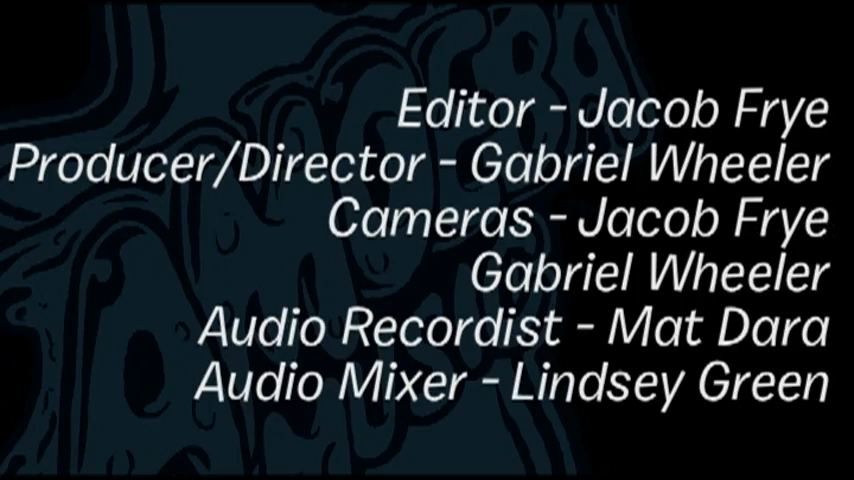 Editor - Jacob Frye
Producer/Director - Gabriel Wheeler
Cameras - Jacob Frye
Gabriel Wheeler
Audio Recordist - Mat Dara
Audio Mixer - Lindsey Green